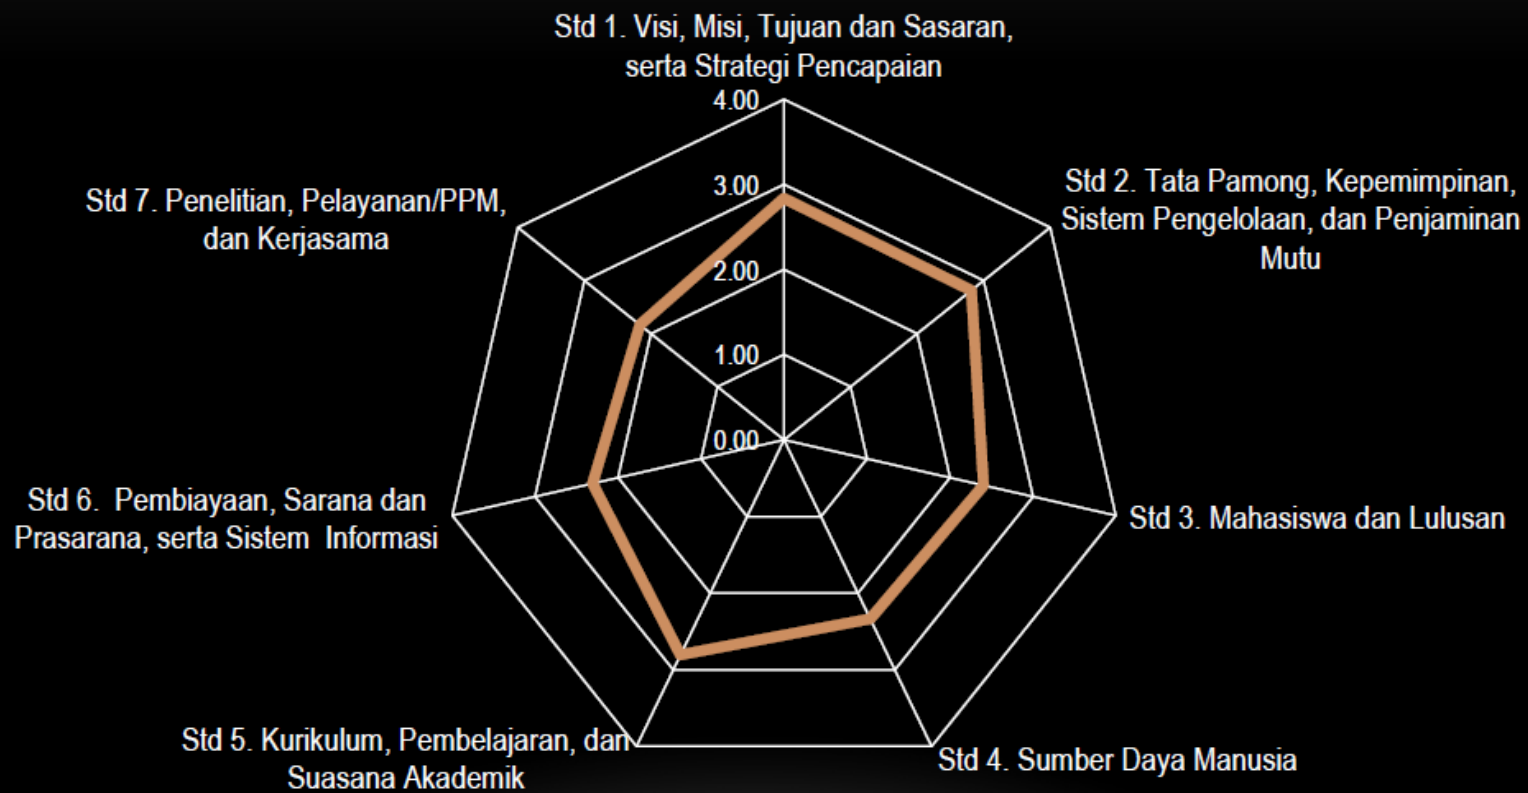 Std 1. Visi, Misi, Tujuan dan Sasaran,
serta Strategi Pencapaian
4.00
3.00
2.00
1.00
0.00
Std 2. Tata Pamong, Kepemimpinan,
Sistem Pengelolaan, dan Penjaminan
Mutu
Std 3. Mahasiswa dan Lulusan
Std 4. Sumber Daya Manusia
Std 5. Kurikulum, Pembelajaran, dan
Suasana Akademik
Std 6.  Pembiayaan, Sarana dan
Prasarana, serta Sistem  Informasi
Std 7. Penelitian, Pelayanan/PPM,
dan Kerjasama